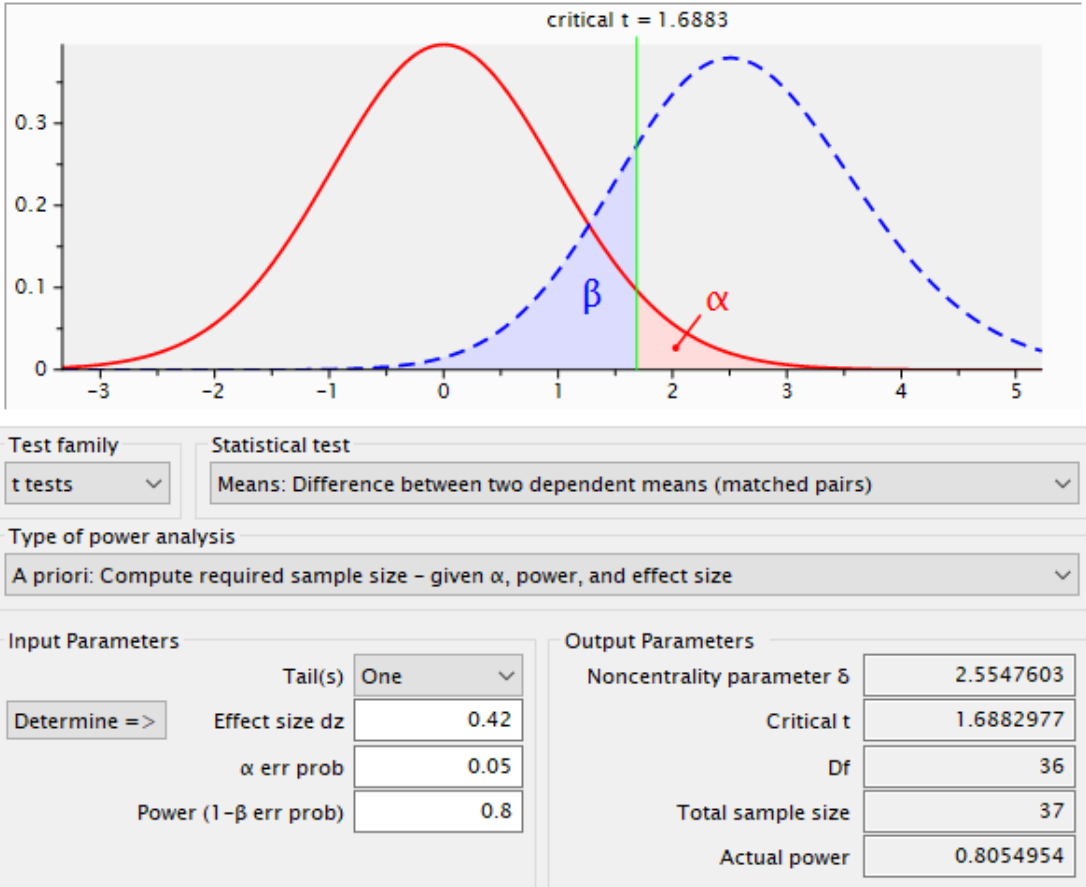 critical t = 1.6883
0.3
0.2
0.1
0
β
α
-3 -2 -1 0 1 2 3 4 5
Test family
Statistical test
t tests
Means: Difference between two dependent means (matched pairs)
Type of power analysis
A priori: Compute required sample size - given α, power, and effect size
Input Parameters
Output Parameters
Tail(s) One
Noncentrality parameter δ 2.5547603
Determine => Effect size dz 0.42
Critical t 1.6882977
α err prob 0.05
Df 36
Power (1-β err prob) 0.8
Total sample size 37
Actual power 0.8054954